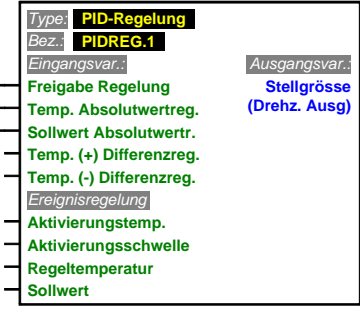 Type: PID-Regelung
Bez.: PIDREG.1
Eingangsvar.: Ausgangsvar.:
Freigabe Regelung Stellgrösse
Temp. Absolutwertreg. (Drehz. Ausg)
Sollwert Absolutwertr.
Temp. (+) Differenzreg.
Temp. (-) Differenzreg.
Ereignisregelung
Aktivierungstemp.
Aktivierungsschwelle
Regeltemperatur
Sollwert